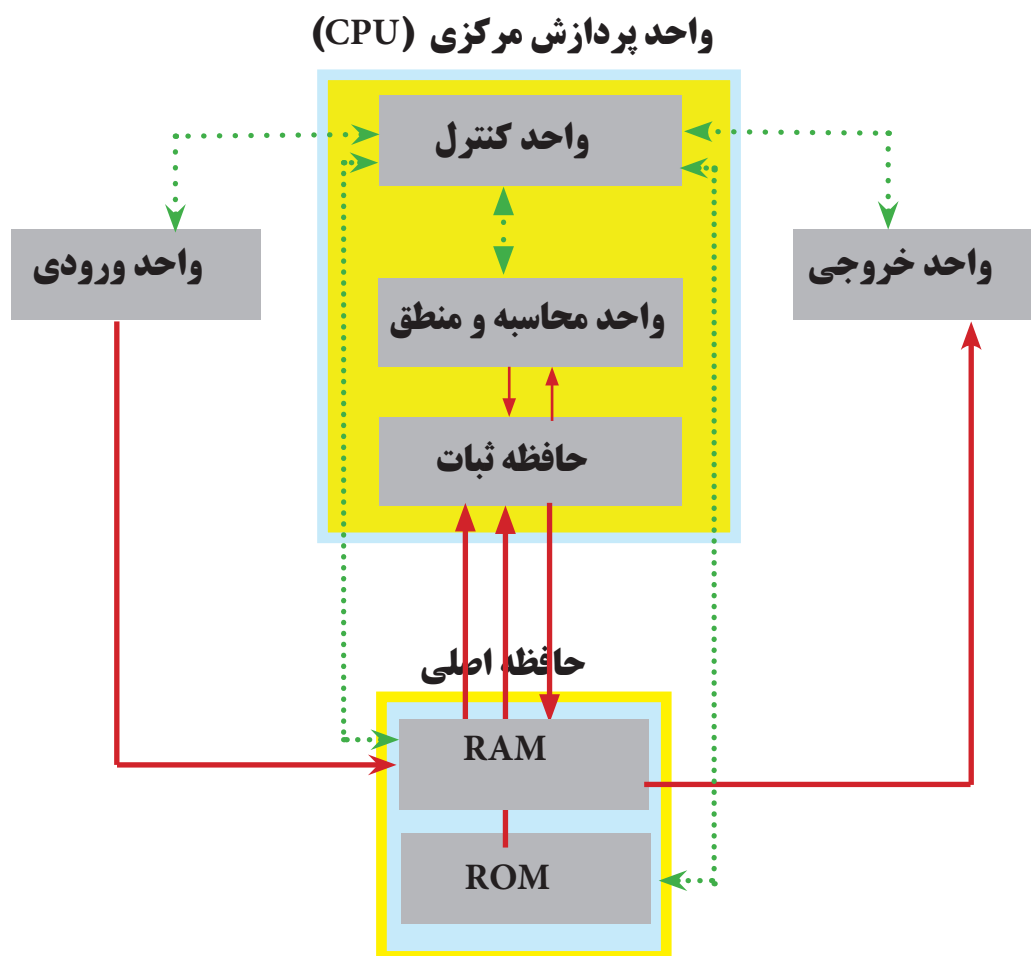 واحد پردازش مرکزی (CPU)
واحد کنترل
واحد ورودی
واحد خروجی
واحد محاسبه و منطق
حافظه ثبات
حافظه اصلی
RAM
ROM